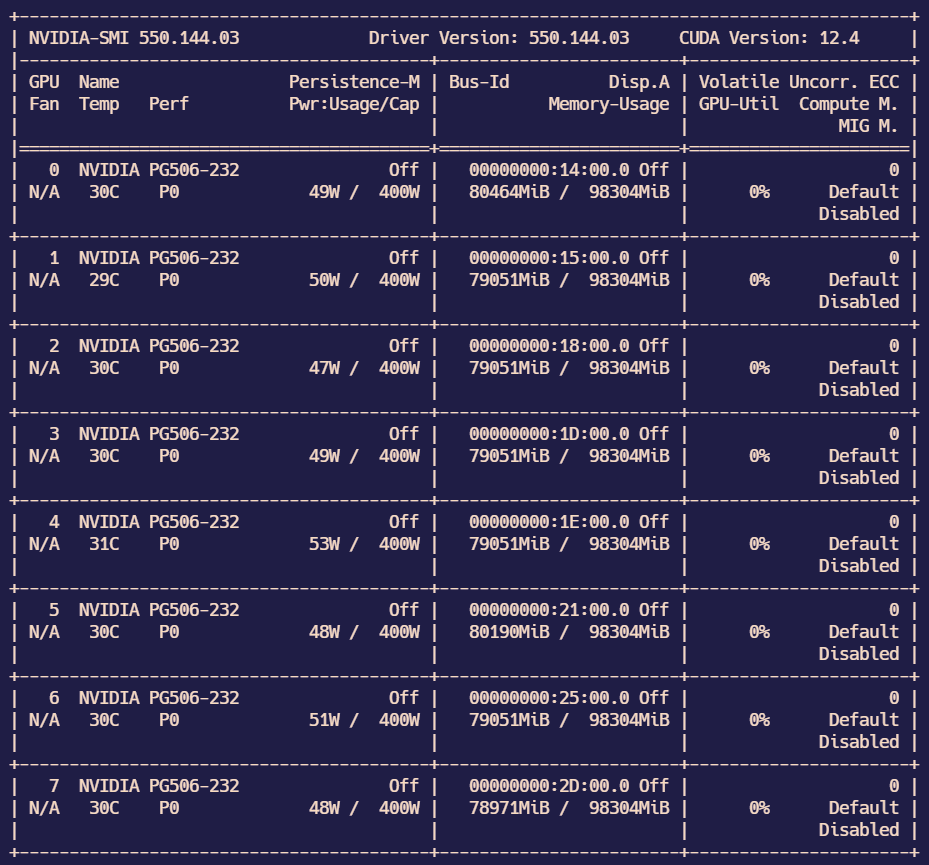 +-----------------------------------------------------------------------------------------+
| NVIDIA-SMI 550.144.03             Driver Version: 550.144.03     CUDA Version: 12.4     |
|-----------------------------------------+------------------------+----------------------+
| GPU  Name                 Persistence-M | Bus-Id          Disp.A | Volatile Uncorr. ECC |
| Fan  Temp   Perf          Pwr:Usage/Cap |           Memory-Usage | GPU-Util  Compute M. |
|                                         |                        |               MIG M. |
|=========================================+========================+======================|
|   0  NVIDIA PG506-232               Off |   00000000:14:00.0 Off |                    0 |
| N/A   30C    P0              49W /  400W |   80464MiB /  98304MiB |      0%      Default |
|                                         |                        |             Disabled |
+-----------------------------------------+------------------------+----------------------+
|   1  NVIDIA PG506-232               Off |   00000000:15:00.0 Off |                    0 |
| N/A   29C    P0              50W /  400W |   79051MiB /  98304MiB |      0%      Default |
|                                         |                        |             Disabled |
+-----------------------------------------+------------------------+----------------------+
|   2  NVIDIA PG506-232               Off |   00000000:18:00.0 Off |                    0 |
| N/A   30C    P0              47W /  400W |   79051MiB /  98304MiB |      0%      Default |
|                                         |                        |             Disabled |
+-----------------------------------------+------------------------+----------------------+
|   3  NVIDIA PG506-232               Off |   00000000:1D:00.0 Off |                    0 |
| N/A   30C    P0              49W /  400W |   79051MiB /  98304MiB |      0%      Default |
|                                         |                        |             Disabled |
+-----------------------------------------+------------------------+----------------------+
|   4  NVIDIA PG506-232               Off |   00000000:1E:00.0 Off |                    0 |
| N/A   31C    P0              53W /  400W |   79051MiB /  98304MiB |      0%      Default |
|                                         |                        |             Disabled |
+-----------------------------------------+------------------------+----------------------+
|   5  NVIDIA PG506-232               Off |   00000000:21:00.0 Off |                    0 |
| N/A   30C    P0              48W /  400W |   80190MiB /  98304MiB |      0%      Default |
|                                         |                        |             Disabled |
+-----------------------------------------+------------------------+----------------------+
|   6  NVIDIA PG506-232               Off |   00000000:25:00.0 Off |                    0 |
| N/A   30C    P0              51W /  400W |   79051MiB /  98304MiB |      0%      Default |
|                                         |                        |             Disabled |
+-----------------------------------------+------------------------+----------------------+
|   7  NVIDIA PG506-232               Off |   00000000:2D:00.0 Off |                    0 |
| N/A   30C    P0              48W /  400W |   78971MiB /  98304MiB |      0%      Default |
|                                         |                        |             Disabled |
+-----------------------------------------+------------------------+----------------------+